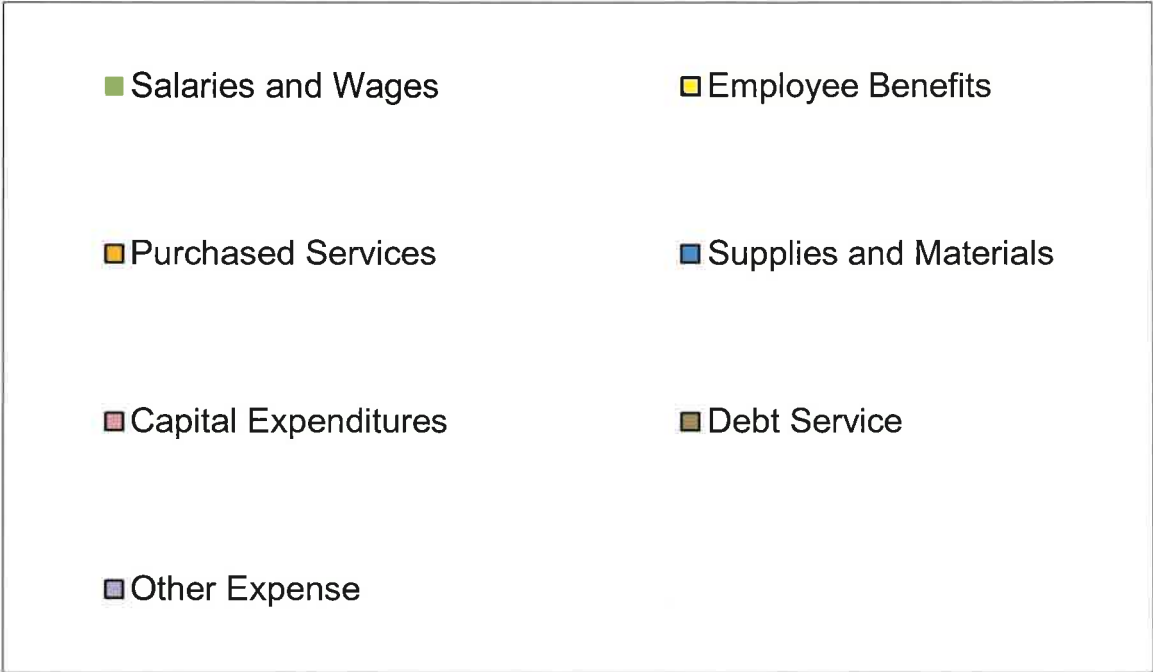 Salaries and Wages
Employee Benefits
Purchased Services
Supplies and Materials
Capital Expenditures
Debt Service
Other Expense